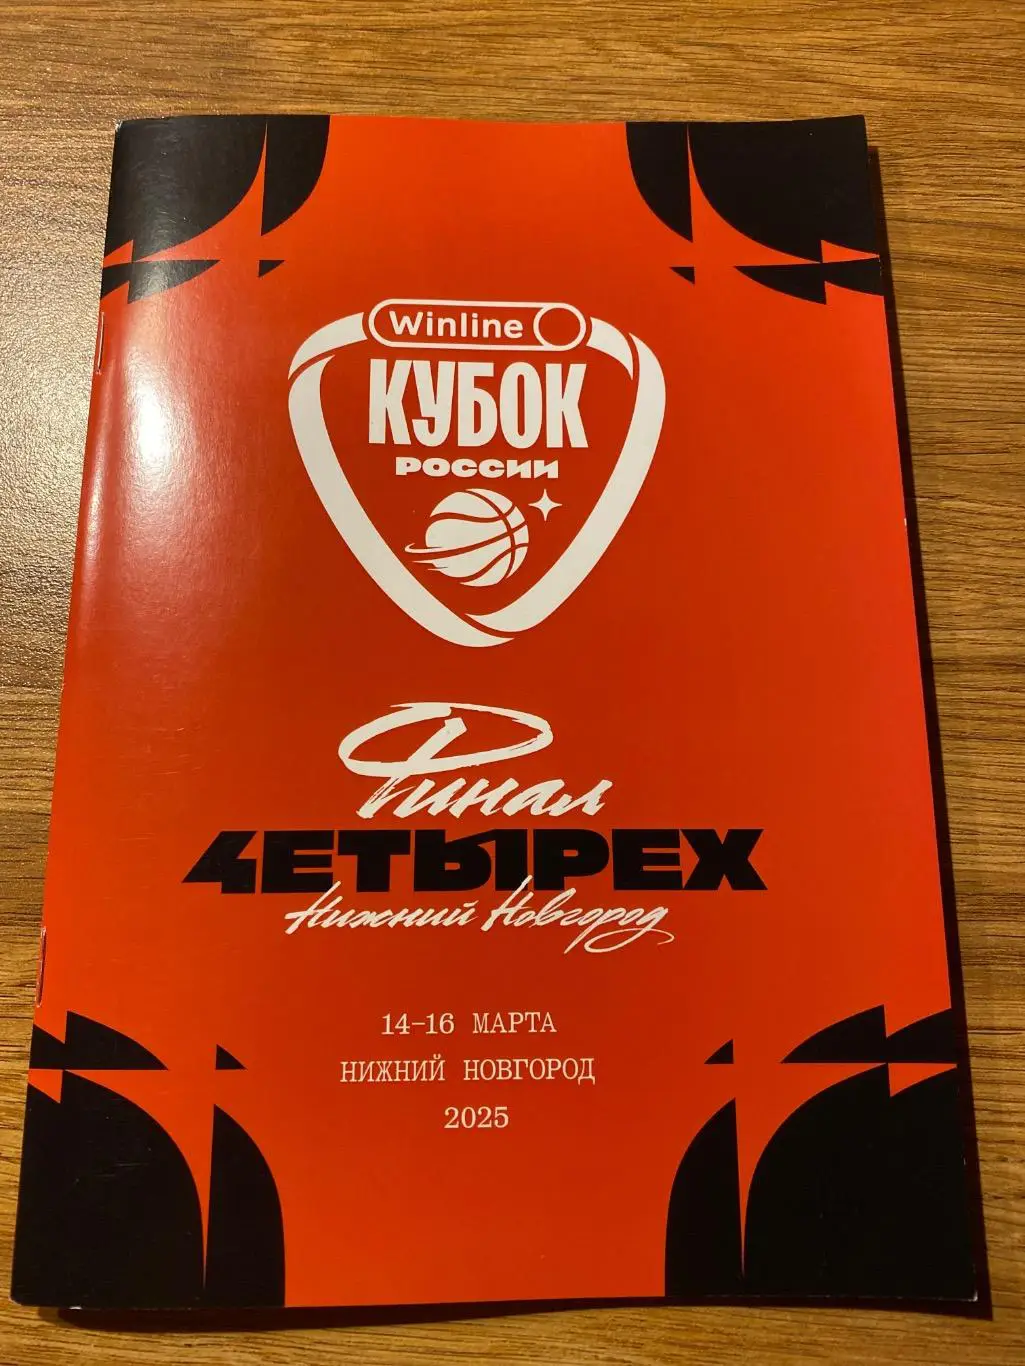 Winline
КУБОК
РОССИИ
Финал
4ЕТЫРЕХ
Нижний Новгород
14-16 МАРТА
НИЖНИЙ НОВГОРОД
2025